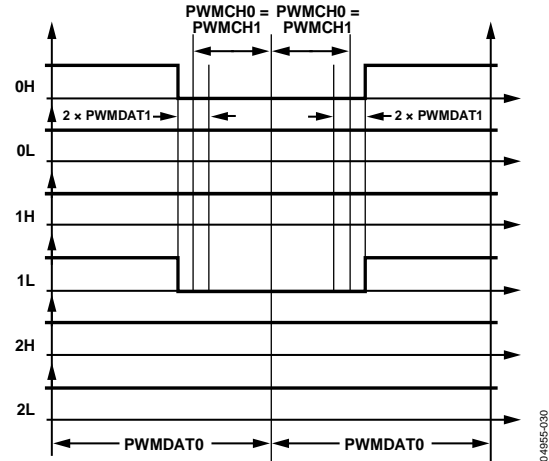 PWMCH0 = PWMCH0 =
PWMCH1 PWMCH1
0H
2 × PWMDAT1 2 × PWMDAT1
0L
1H
1L
2H
2L
PWMDAT0 PWMDAT0
04955-030